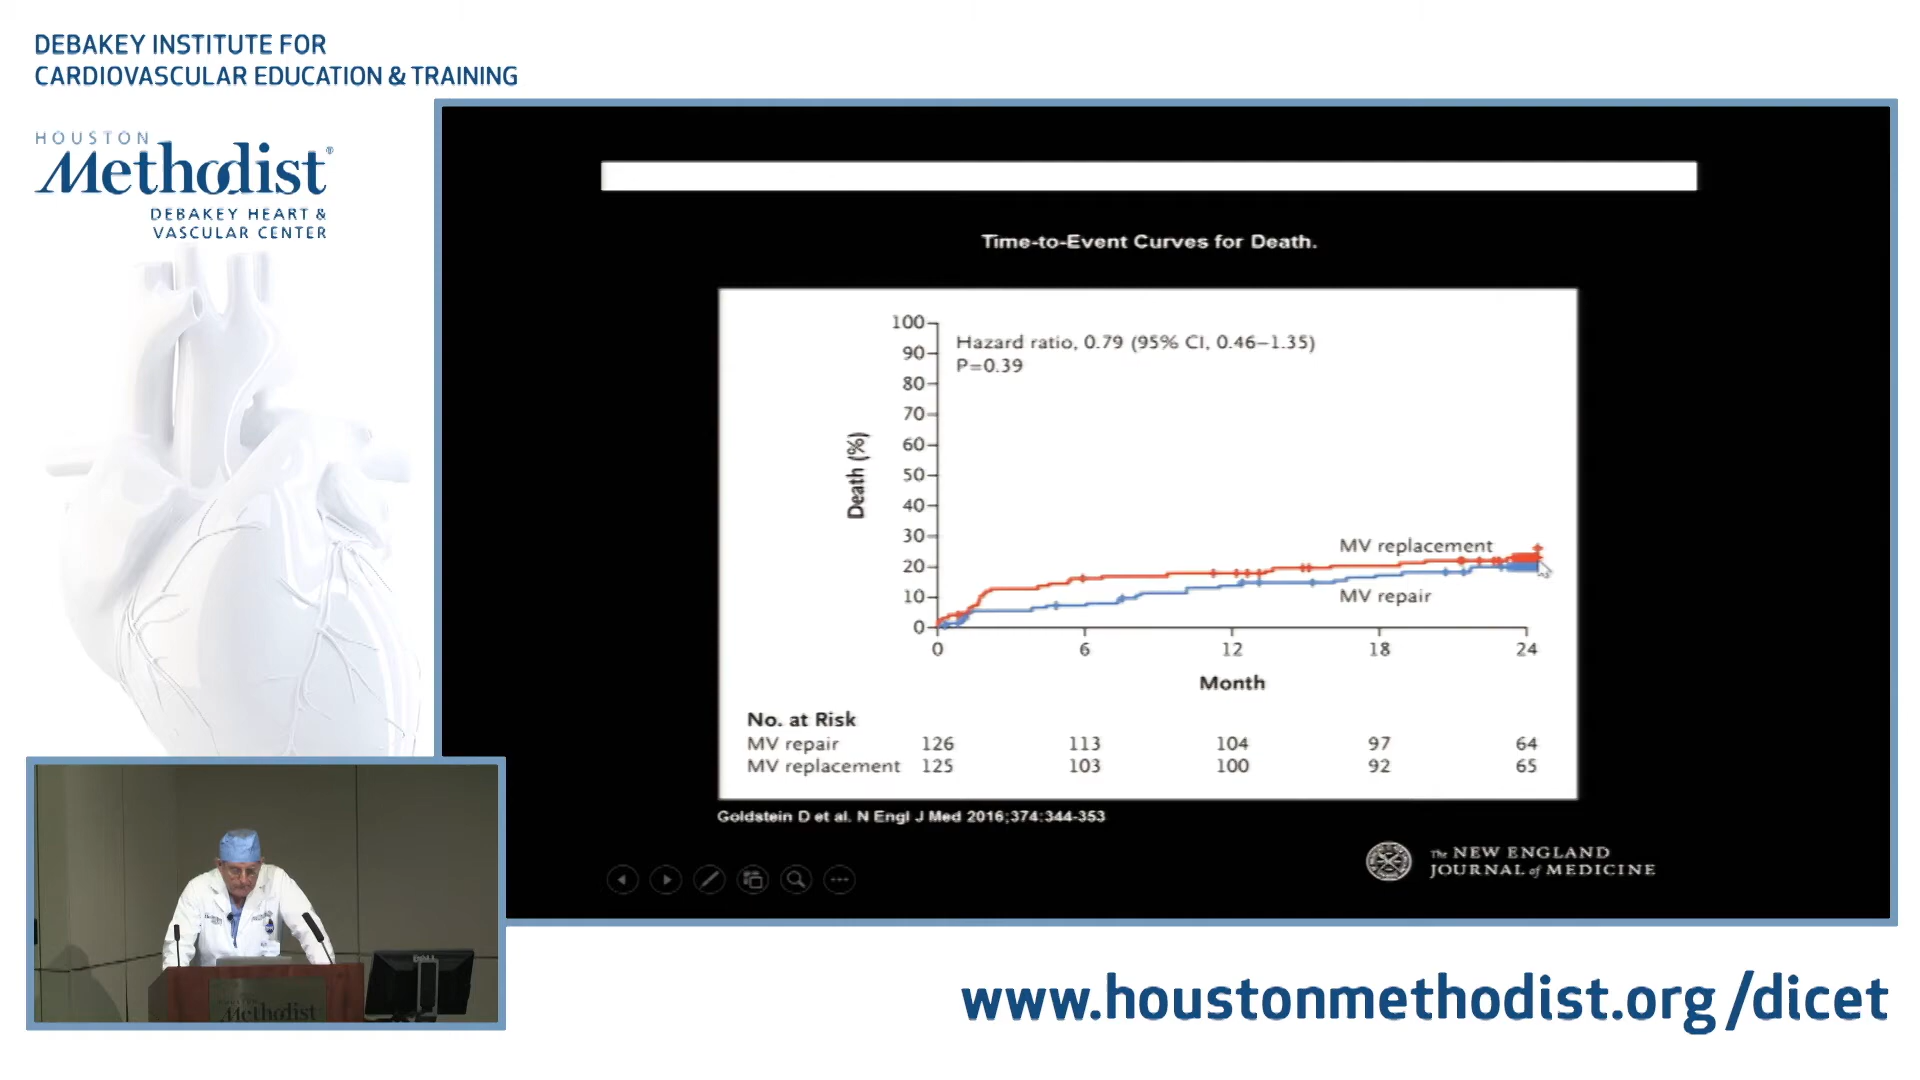 DEBAKEY INSTITUTE FOR
CARDIOVASCULAR EDUCATION & TRAINING
HOUSTON
Methodist®
DEBAKEY HEART &
VASCULAR CENTER
Time-to-Event Curves for Death.
100
90
80
70
60
50
40
30
20
10
0
Death (%)
Hazard ratio, 0.79 (95% CI, 0.46–1.35)
P=0.39
MV replacement
MV repair
0 6 12 18 24
Month
No. at Risk
MV repair 126 113 104 97 64
MV replacement 125 103 100 92 65
Goldstein D et al. N Engl J Med 2016;374:344-353
The NEW ENGLAND
JOURNAL of MEDICINE
DELL
HOUSTON
Methodist
www.houstonmethodist.org/dicet